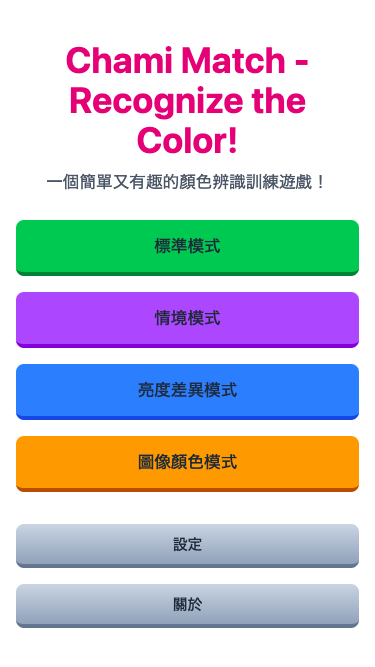 Chami Match -
Recognize the
Color!
一個簡單又有趣的顏色辨識訓練遊戲！
標準模式
情境模式
亮度差異模式
圖像顏色模式
設定
關於